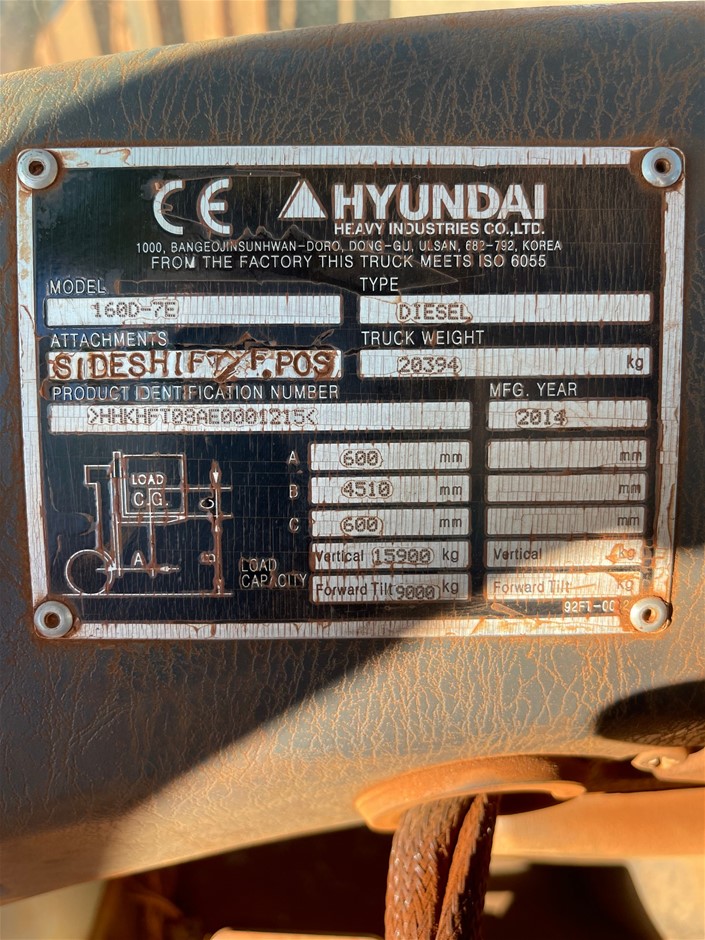 CE HYUNDAI
HEAVY INDUSTRIES CO.,LTD.
1000, BANGEOJINSUNHWAN-DORO, DONG-GU, ULSAN, 682-792, KOREA
FROM THE FACTORY THIS TRUCK MEETS ISO 6055
MODEL TYPE
160D-7E DIESEL
ATTACHMENTS TRUCK WEIGHT
SIDESHIFT/F.POS 20394 kg
PRODUCT IDENTIFICATION NUMBER MFG. YEAR
>HHKHFT08AE0001215< 2014
A 600 mm mm
LOAD
C.G.
B 4510 mm mm
C 600 mm mm
A B C
LOAD CAPACITY
Vertical 15900 kg Vertical kg
Forward Tilt 9000 kg Forward Tilt kg